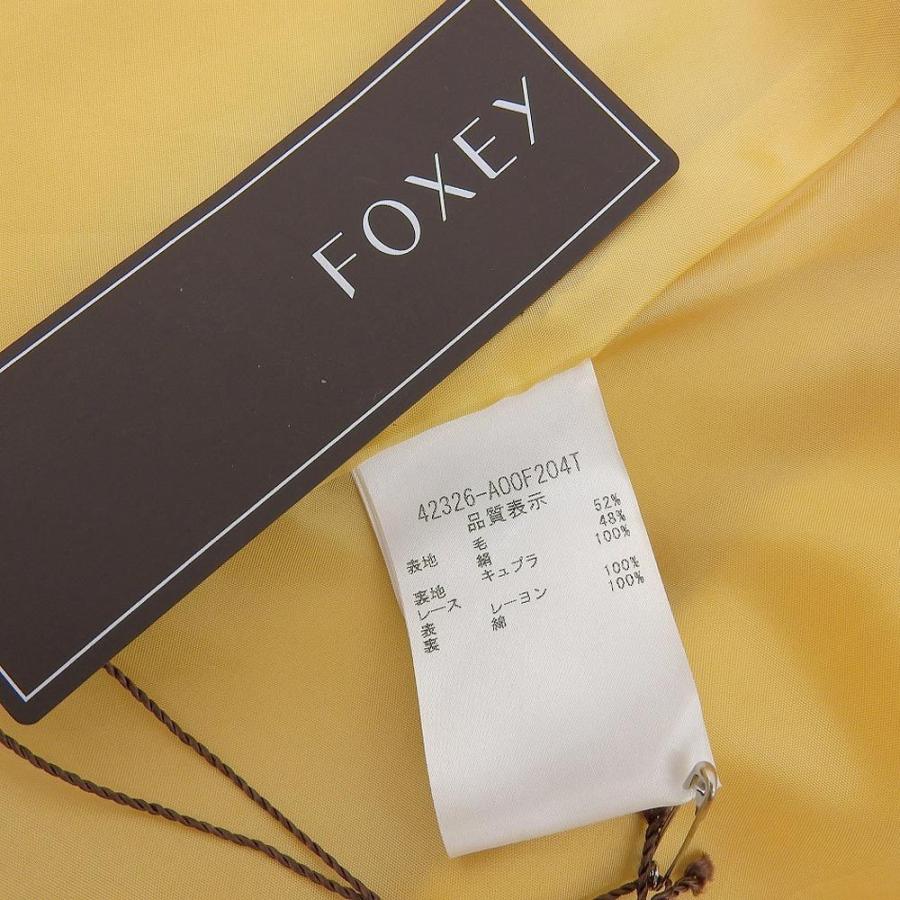 FOXEY
42326-A00F204T
品質表示
表地 毛 52%
絹 48%
裏地 キュプラ 100%
レース
表 レーヨン 100%
裏 綿 100%